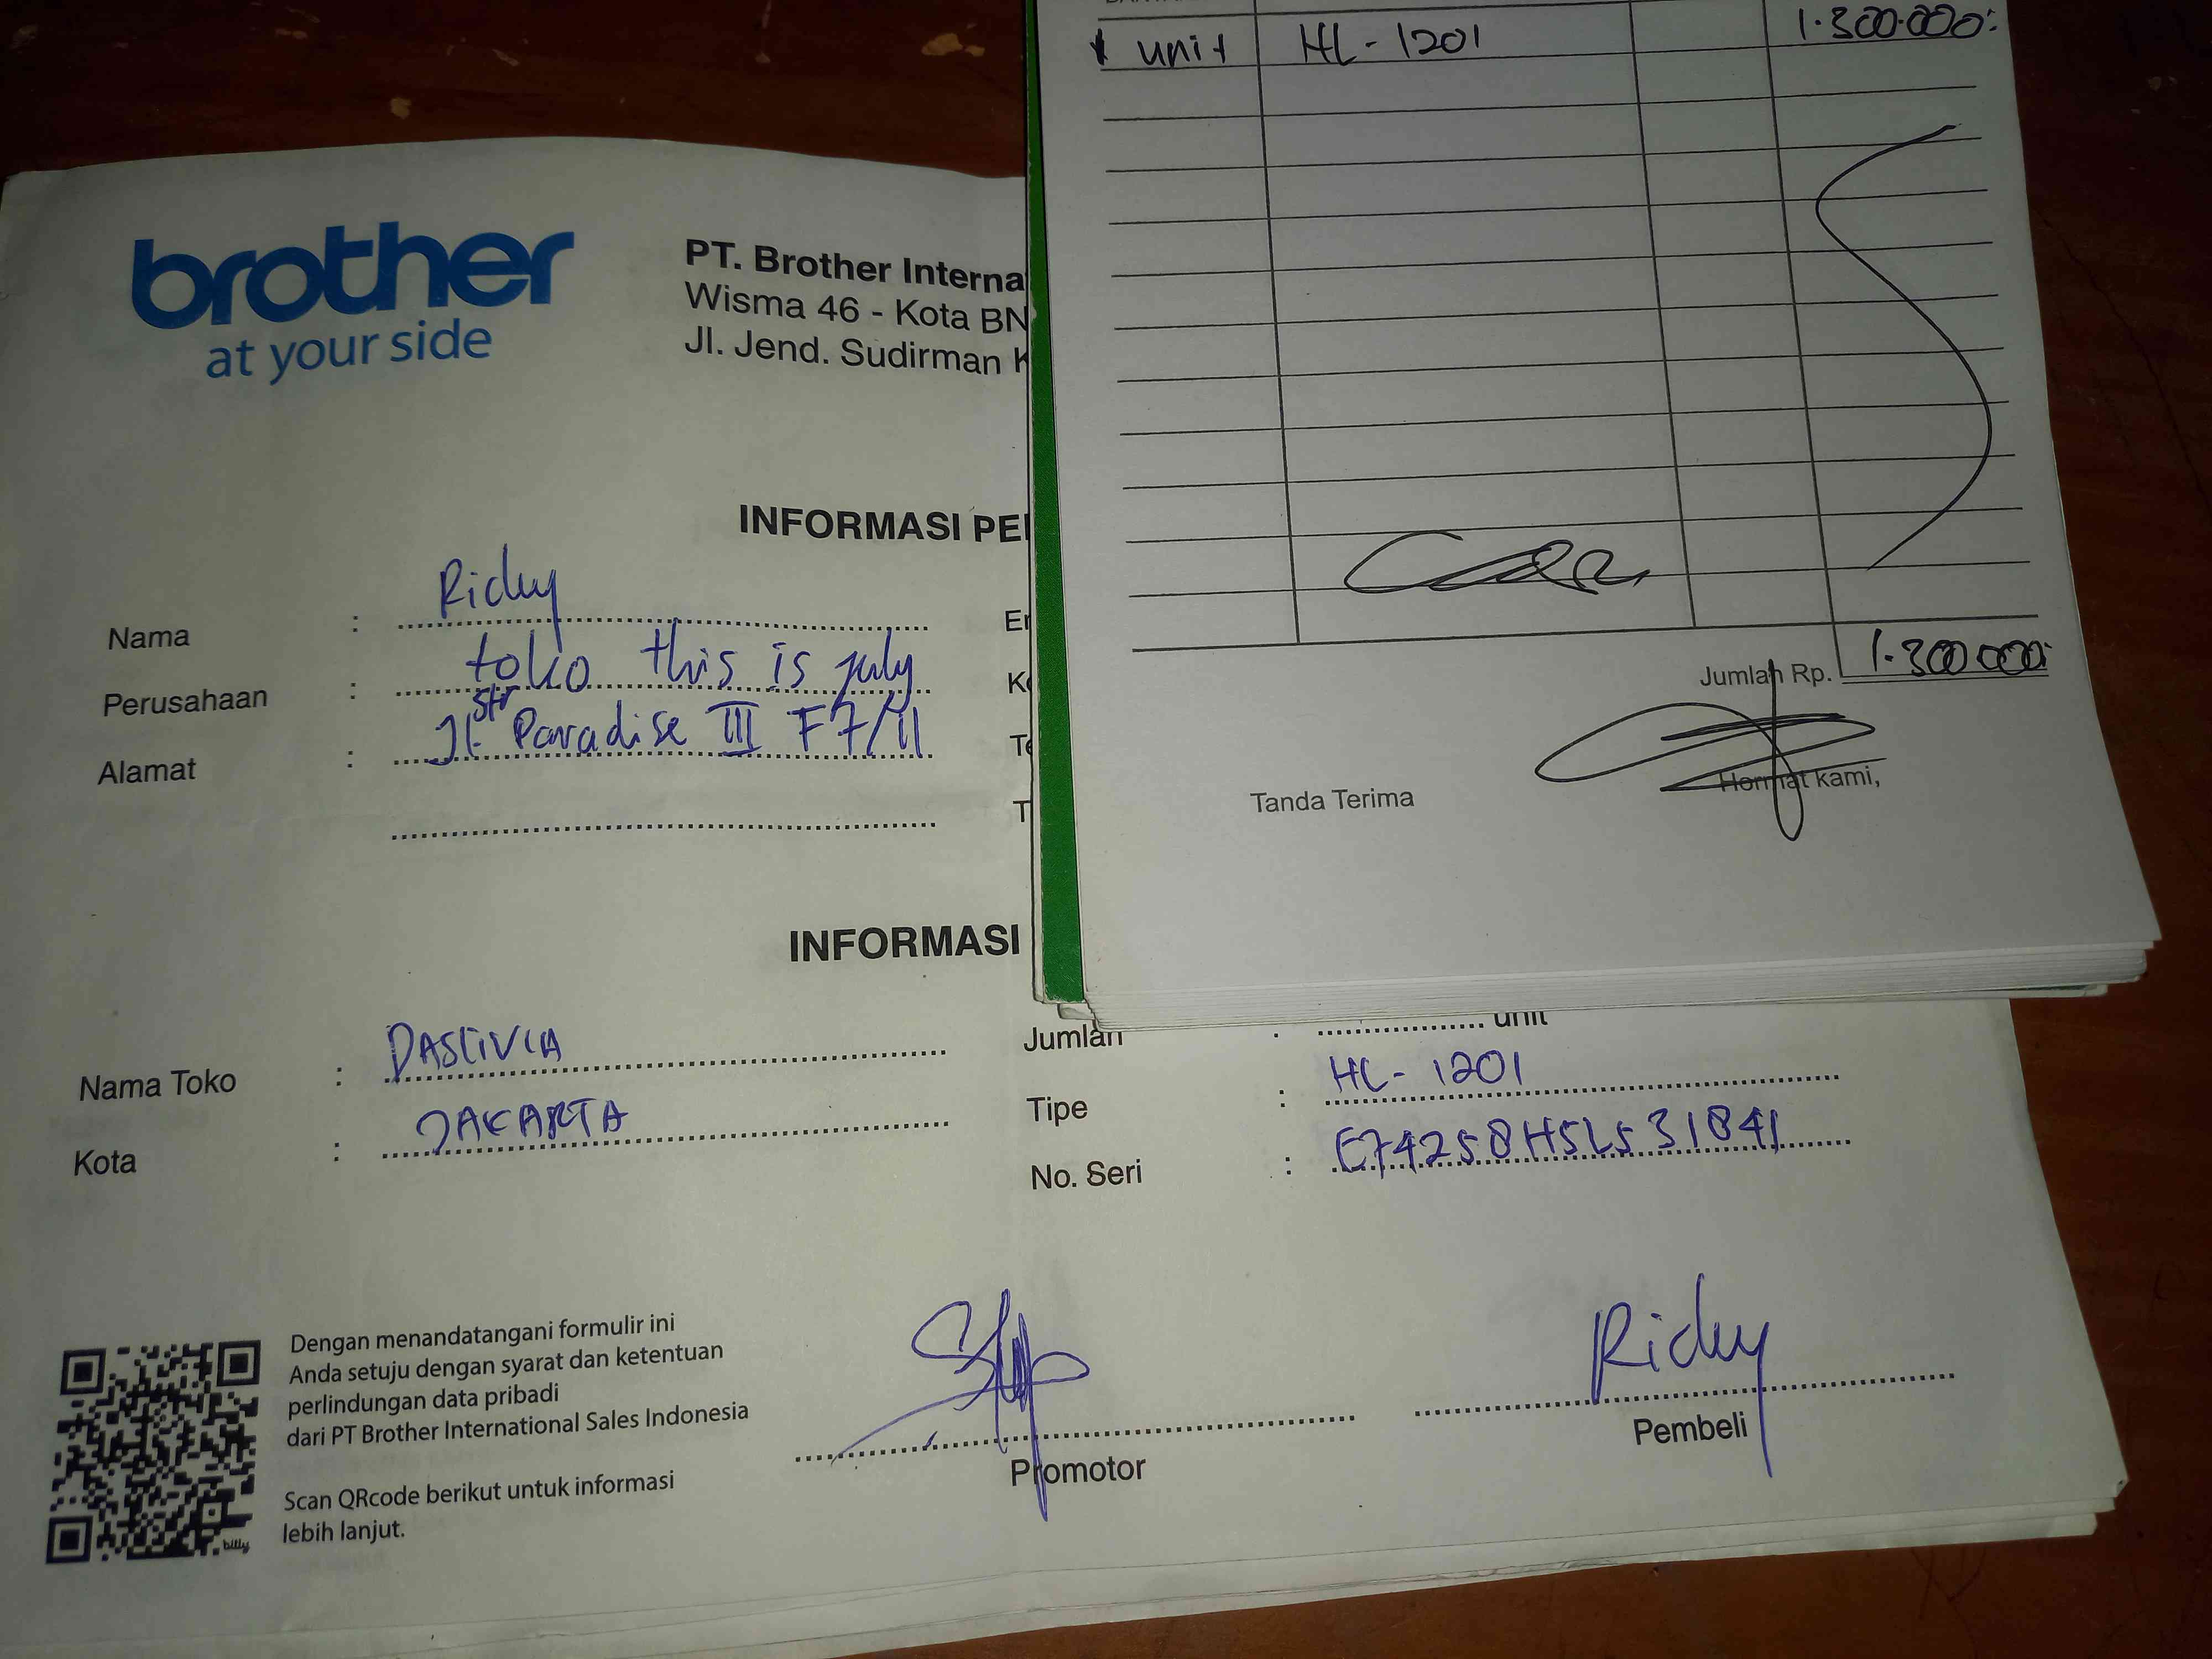 1 unit HL-1201 1.300.000:
Jumlah Rp. 1.300.000:
Tanda Terima Hormat kami,
brother
at your side
PT. Brother Interna
Wisma 46 - Kota BN
Jl. Jend. Sudirman K
INFORMASI PE
Nama : Ricky
Perusahaan : toko this is july
Alamat : Jl. str Paradise III F7/11
INFORMASI
Nama Toko :
Kota : JAKARTA
Jumlah : unit
Tipe : HL-1201
No. Seri : E74258H5L531841
Dengan menandatangani formulir ini
Anda setuju dengan syarat dan ketentuan
perlindungan data pribadi
dari PT Brother International Sales Indonesia
Scan QRcode berikut untuk informasi
lebih lanjut.
billy
Promotor
Ricky
Pembeli